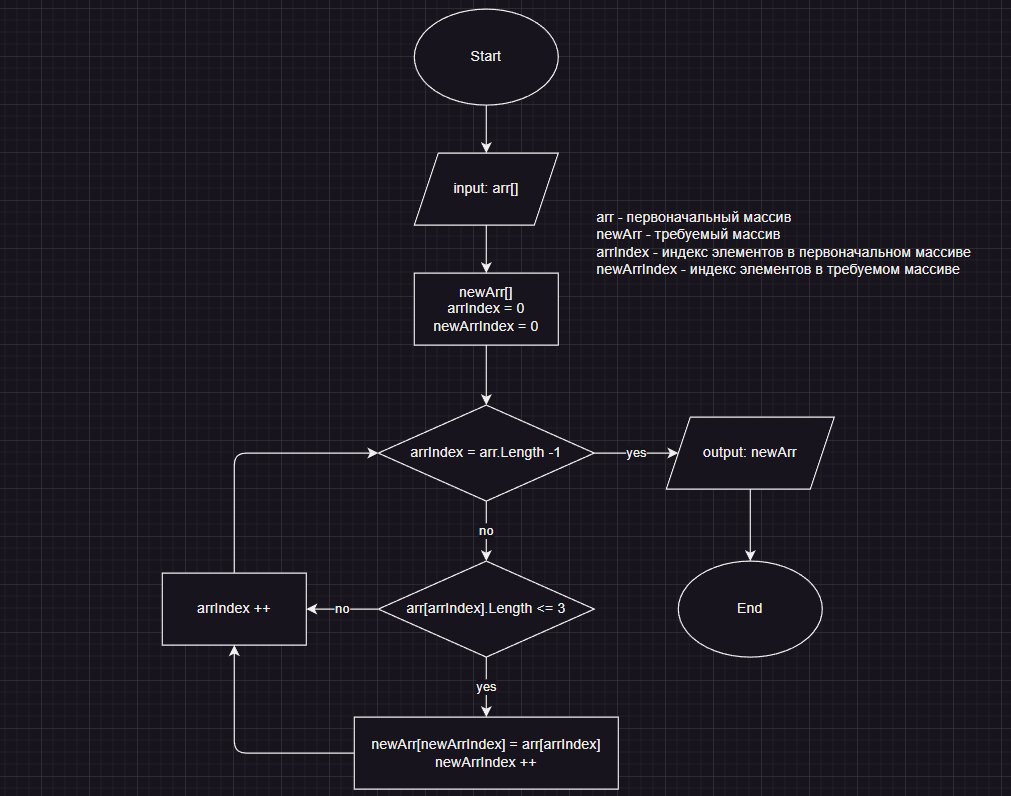 Start
input: arr[]
arr - первоначальный массив
newArr - требуемый массив
arrIndex - индекс элементов в первоначальном массиве
newArrIndex - индекс элементов в требуемом массиве
newArr[]
arrIndex = 0
newArrIndex = 0
arrIndex = arr.Length -1
yes
output: newArr
no
arrIndex ++
no
arr[arrIndex].Length <= 3
End
yes
newArr[newArrIndex] = arr[arrIndex]
newArrIndex ++